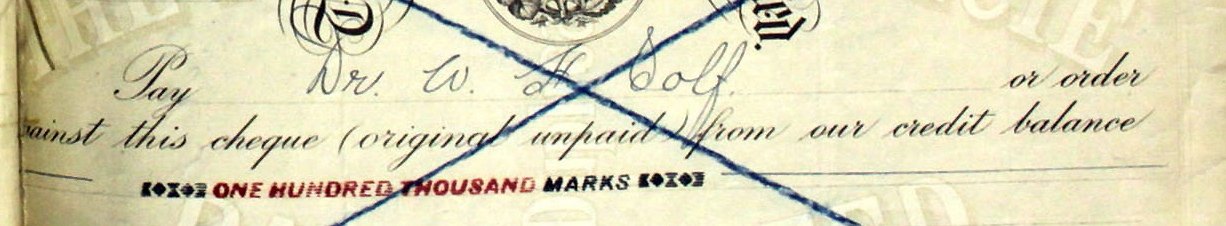 Pay Dr. W. H Solf. or order
against this cheque (original unpaid) from our credit balance
ONE HUNDRED THOUSAND MARKS